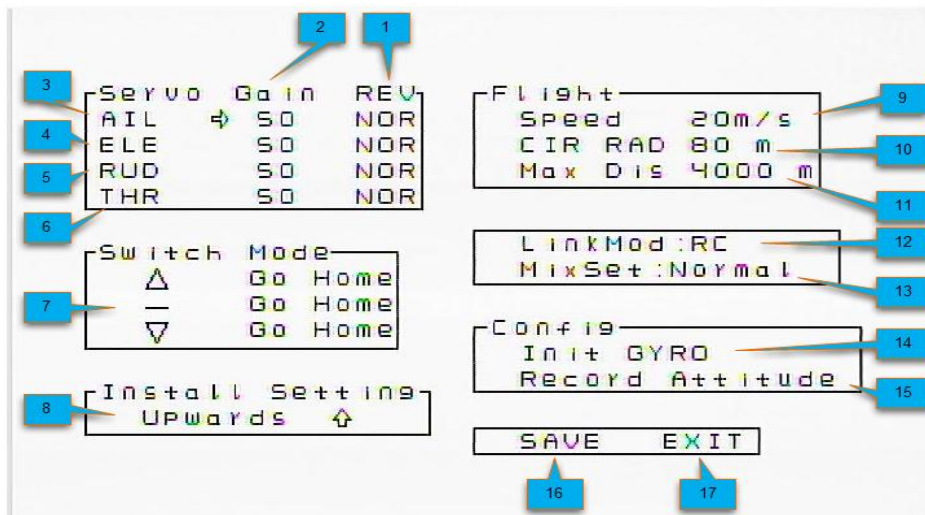 2
1
3
4
5
6
Servo Gain REV
AIL ⇨ 50 NOR
ELE 50 NOR
RUD 50 NOR
THR 50 NOR
7
Switch Mode
△ Go Home
— Go Home
▽ Go Home
8
Install Setting
Upwards ⇧
Flight
Speed 20m/s
CIR RAD 80 m
Max Dis 4000 m
9
10
11
LinkMod:RC
MixSet:Normal
12
13
Config
Init GYRO
Record Attitude
14
15
SAVE EXIT
16
17